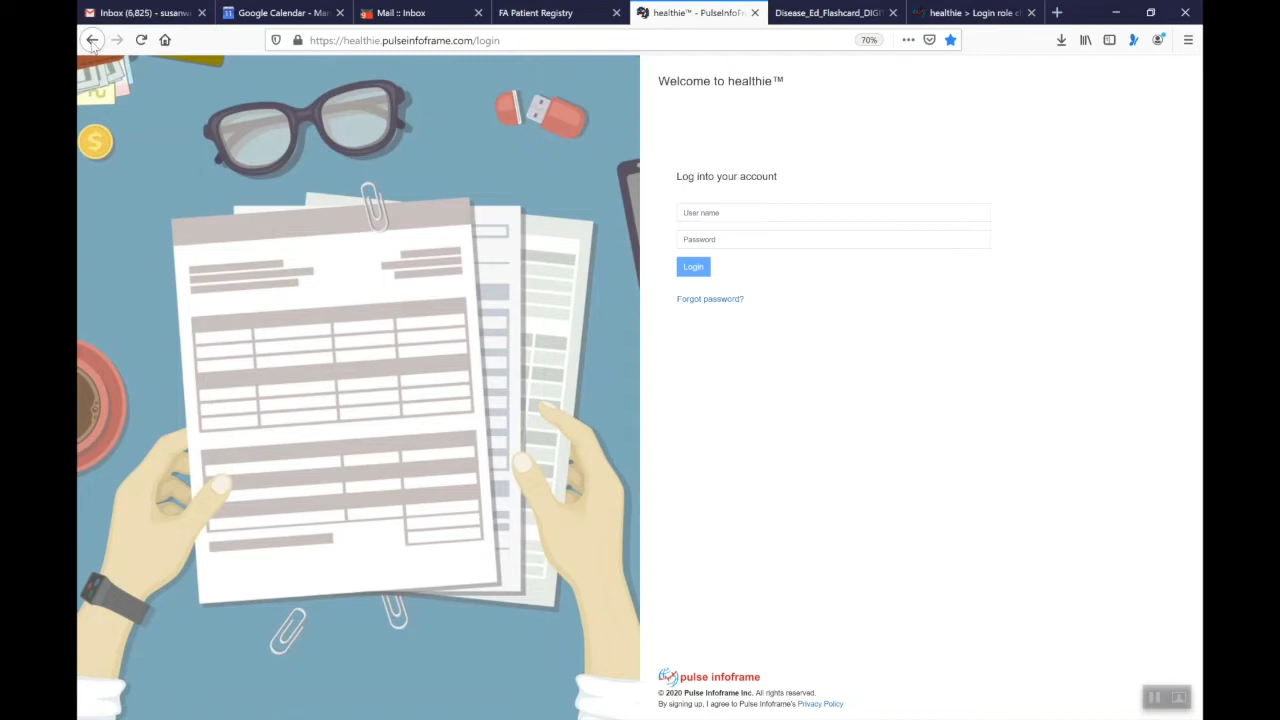 Inbox (6,825) - susanw
Google Calendar - Mar
Mail :: Inbox
FA Patient Registry
healthie™ - PulseInfoFr
Disease_Ed_Flashcard_DIGIT
healthie > Login role cl
https://healthie.pulseinfoframe.com/login
70%
Welcome to healthie™
Log into your account
User name
Password
Login
Forgot password?
pulse infoframe
© 2020 Pulse Infoframe Inc. All rights reserved.
By signing up, I agree to Pulse Infoframe's Privacy Policy